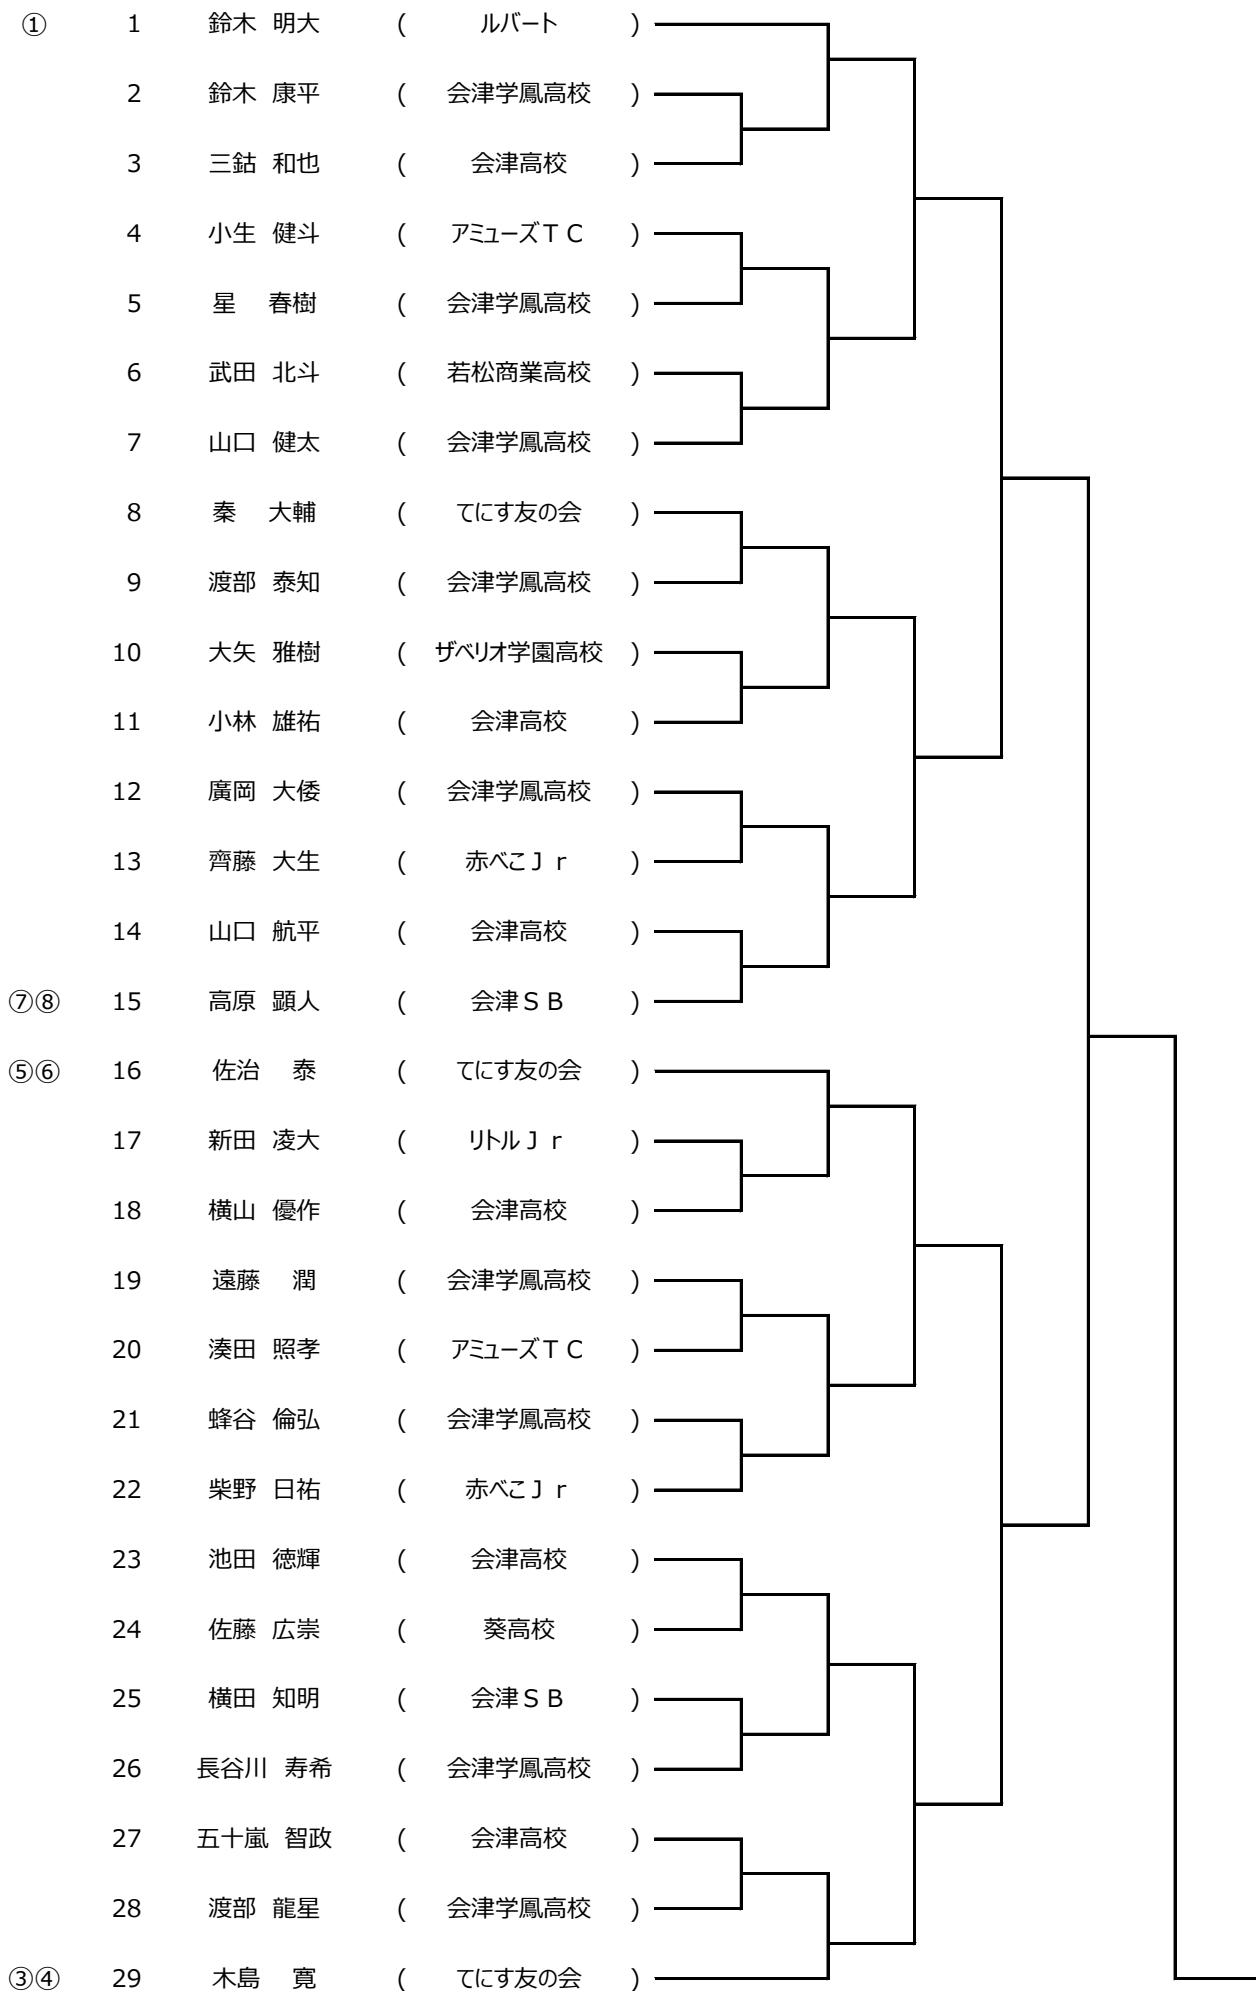 ① 1 鈴木 明大 ( ルバート )
2 鈴木 康平 ( 会津学鳳高校 )
3 三鈷 和也 ( 会津高校 )
4 小生 健斗 ( アミューズＴＣ )
5 星 春樹 ( 会津学鳳高校 )
6 武田 北斗 ( 若松商業高校 )
7 山口 健太 ( 会津学鳳高校 )
8 秦 大輔 ( てにす友の会 )
9 渡部 泰知 ( 会津学鳳高校 )
10 大矢 雅樹 ( ザベリオ学園高校 )
11 小林 雄祐 ( 会津高校 )
12 廣岡 大倭 ( 会津学鳳高校 )
13 齊藤 大生 ( 赤べこＪｒ )
14 山口 航平 ( 会津高校 )
⑦⑧ 15 高原 顕人 ( 会津ＳＢ )
⑤⑥ 16 佐治 泰 ( てにす友の会 )
17 新田 凌大 ( リトルＪｒ )
18 横山 優作 ( 会津高校 )
19 遠藤 潤 ( 会津学鳳高校 )
20 湊田 照孝 ( アミューズＴＣ )
21 蜂谷 倫弘 ( 会津学鳳高校 )
22 柴野 日祐 ( 赤べこＪｒ )
23 池田 徳輝 ( 会津高校 )
24 佐藤 広崇 ( 葵高校 )
25 横田 知明 ( 会津ＳＢ )
26 長谷川 寿希 ( 会津学鳳高校 )
27 五十嵐 智政 ( 会津高校 )
28 渡部 龍星 ( 会津学鳳高校 )
③④ 29 木島 寛 ( てにす友の会 )